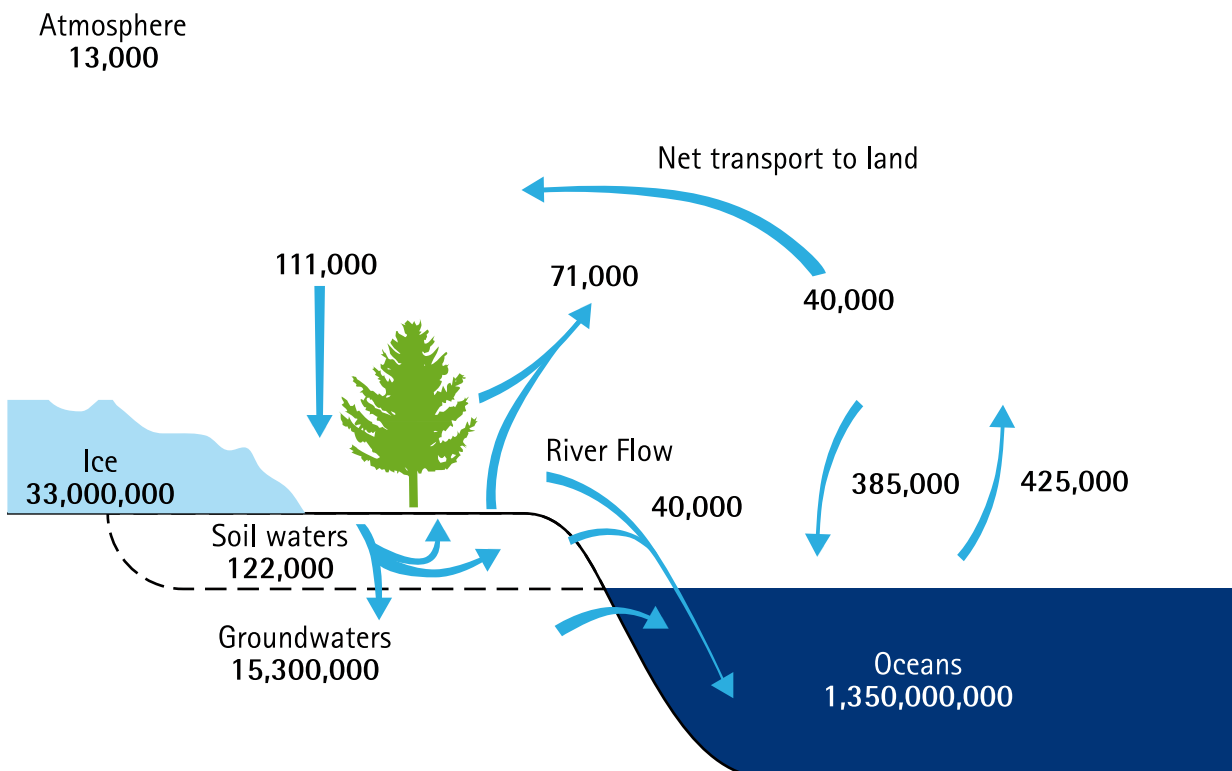 Atmosphere
13,000
Net transport to land
111,000
71,000
40,000
River Flow
Ice
33,000,000
40,000
385,000
425,000
Soil waters
122,000
Groundwaters
15,300,000
Oceans
1,350,000,000